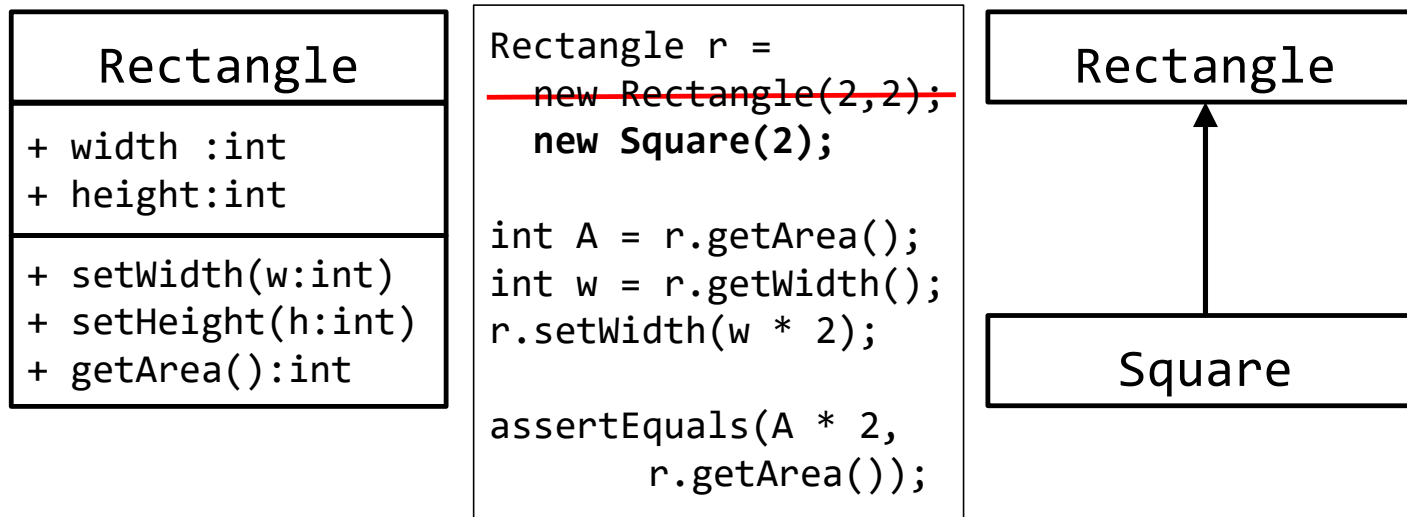 Rectangle
+ width :int
+ height:int
+ setWidth(w:int)
+ setHeight(h:int)
+ getArea():int
Rectangle r =
new Rectangle(2,2);
new Square(2);
int A = r.getArea();
int w = r.getWidth();
r.setWidth(w * 2);
assertEquals(A * 2,
r.getArea());
Rectangle
Square